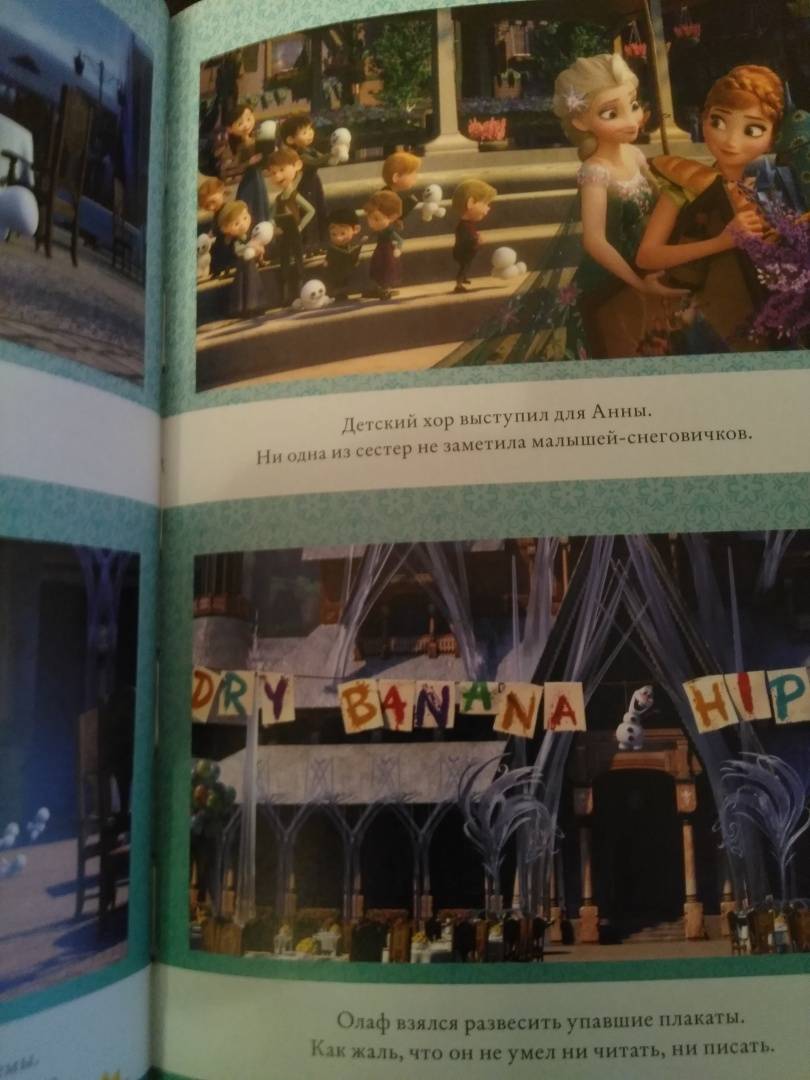 Детский хор выступил для Анны.
Ни одна из сестер не заметила малышей-снеговичков.
DRY BANANA HIP
Олаф взялся развесить упавшие плакаты.
Как жаль, что он не умел ни читать, ни писать.